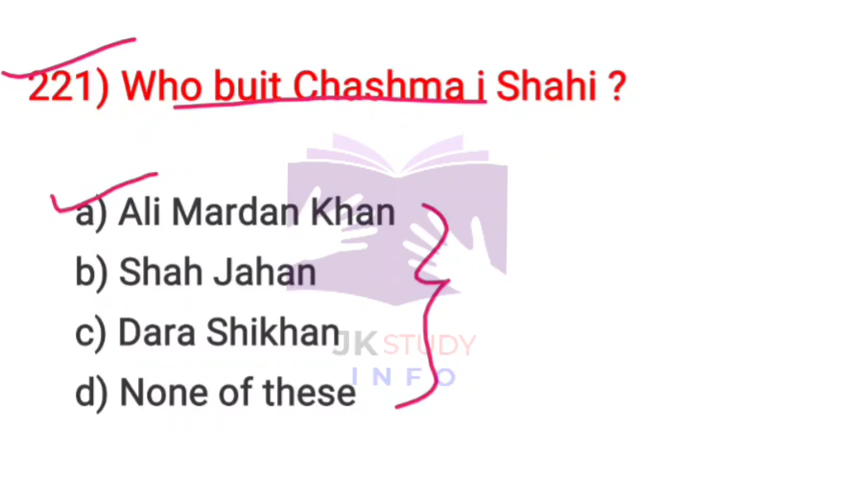 221) Who buit Chashma i Shahi ?
a) Ali Mardan Khan
b) Shah Jahan
c) Dara Shikhan
JK STUDY
INFO
d) None of these